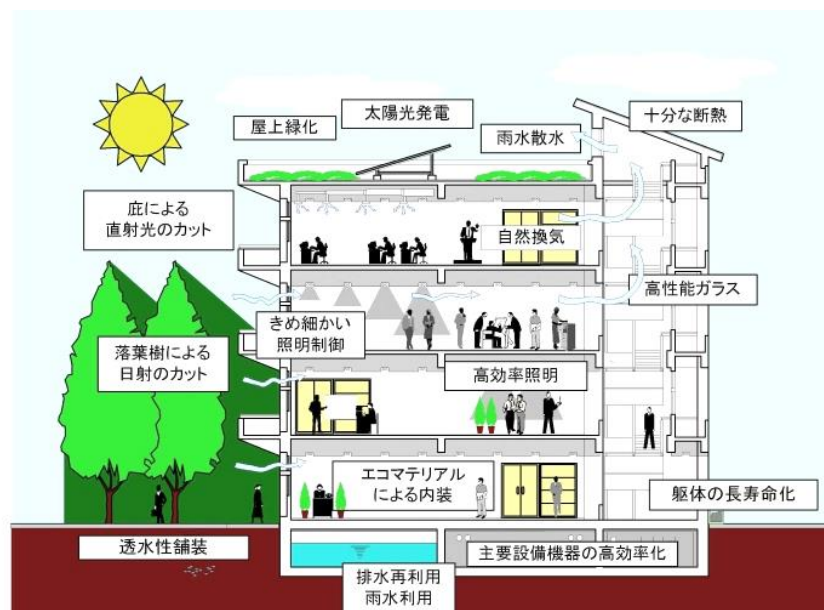 太陽光発電
屋上緑化
雨水散水
十分な断熱
庇による
直射光のカット
自然換気
高性能ガラス
きめ細かい
照明制御
落葉樹による
日射のカット
高効率照明
エコマテリアル
による内装
躯体の長寿命化
透水性舗装
主要設備機器の高効率化
排水再利用
雨水利用